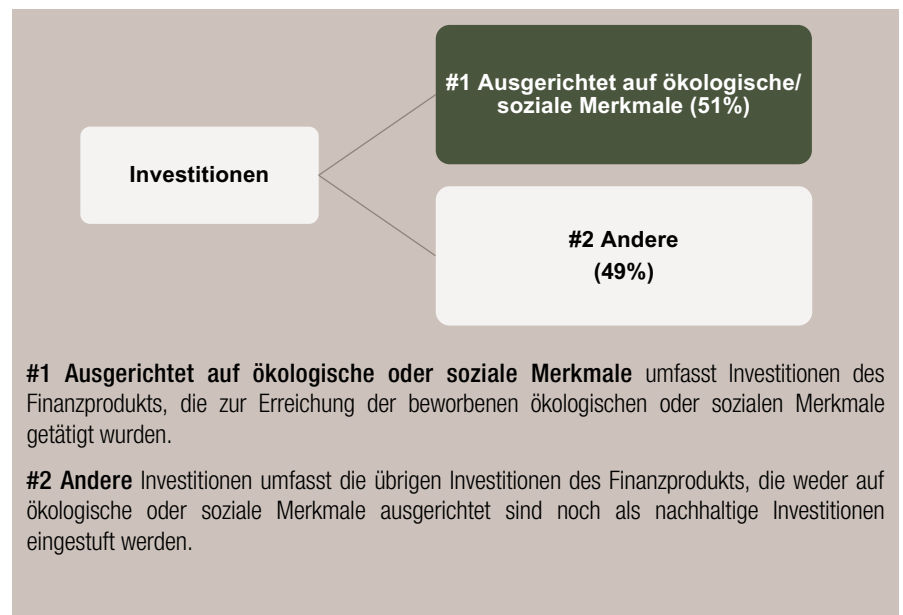 #1 Ausgerichtet auf ökologische/
soziale Merkmale (51%)
Investitionen
#2 Andere
(49%)
#1 Ausgerichtet auf ökologische oder soziale Merkmale umfasst Investitionen des
Finanzprodukts, die zur Erreichung der beworbenen ökologischen oder sozialen Merkmale
getätigt wurden.
#2 Andere Investitionen umfasst die übrigen Investitionen des Finanzprodukts, die weder auf
ökologische oder soziale Merkmale ausgerichtet sind noch als nachhaltige Investitionen
eingestuft werden.